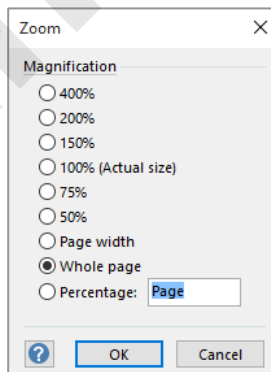 Zoom
Magnification
400%
200%
150%
100% (Actual size)
75%
50%
Page width
Whole page
Percentage: Page
? OK Cancel